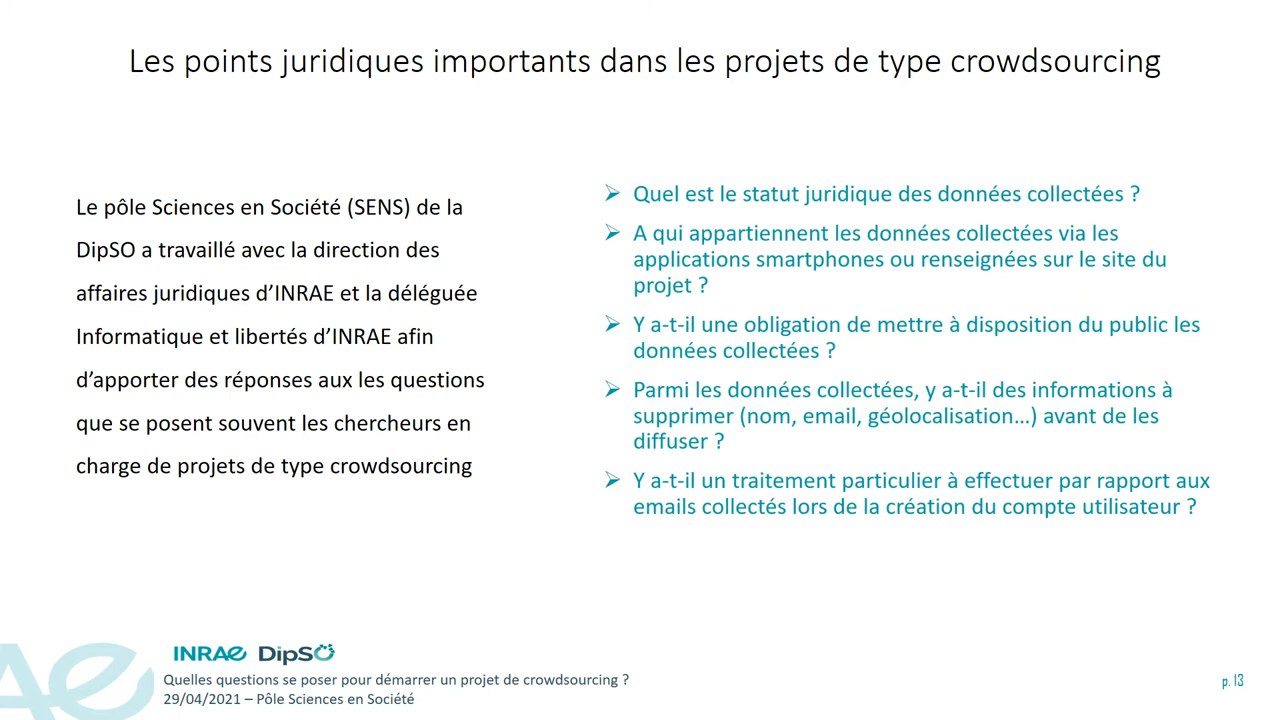 Les points juridiques importants dans les projets de type crowdsourcing
Le pôle Sciences en Société (SENS) de la
DipSO a travaillé avec la direction des
affaires juridiques d’INRAE et la déléguée
Informatique et libertés d’INRAE afin
d’apporter des réponses aux les questions
que se posent souvent les chercheurs en
charge de projets de type crowdsourcing
➢ Quel est le statut juridique des données collectées ?
➢ A qui appartiennent les données collectées via les
applications smartphones ou renseignées sur le site du
projet ?
➢ Y a-t-il une obligation de mettre à disposition du public les
données collectées ?
➢ Parmi les données collectées, y a-t-il des informations à
supprimer (nom, email, géolocalisation…) avant de les
diffuser ?
➢ Y a-t-il un traitement particulier à effectuer par rapport aux
emails collectés lors de la création du compte utilisateur ?
INRAE DipSO
Quelles questions se poser pour démarrer un projet de crowdsourcing ?
29/04/2021 – Pôle Sciences en Société
p. 13